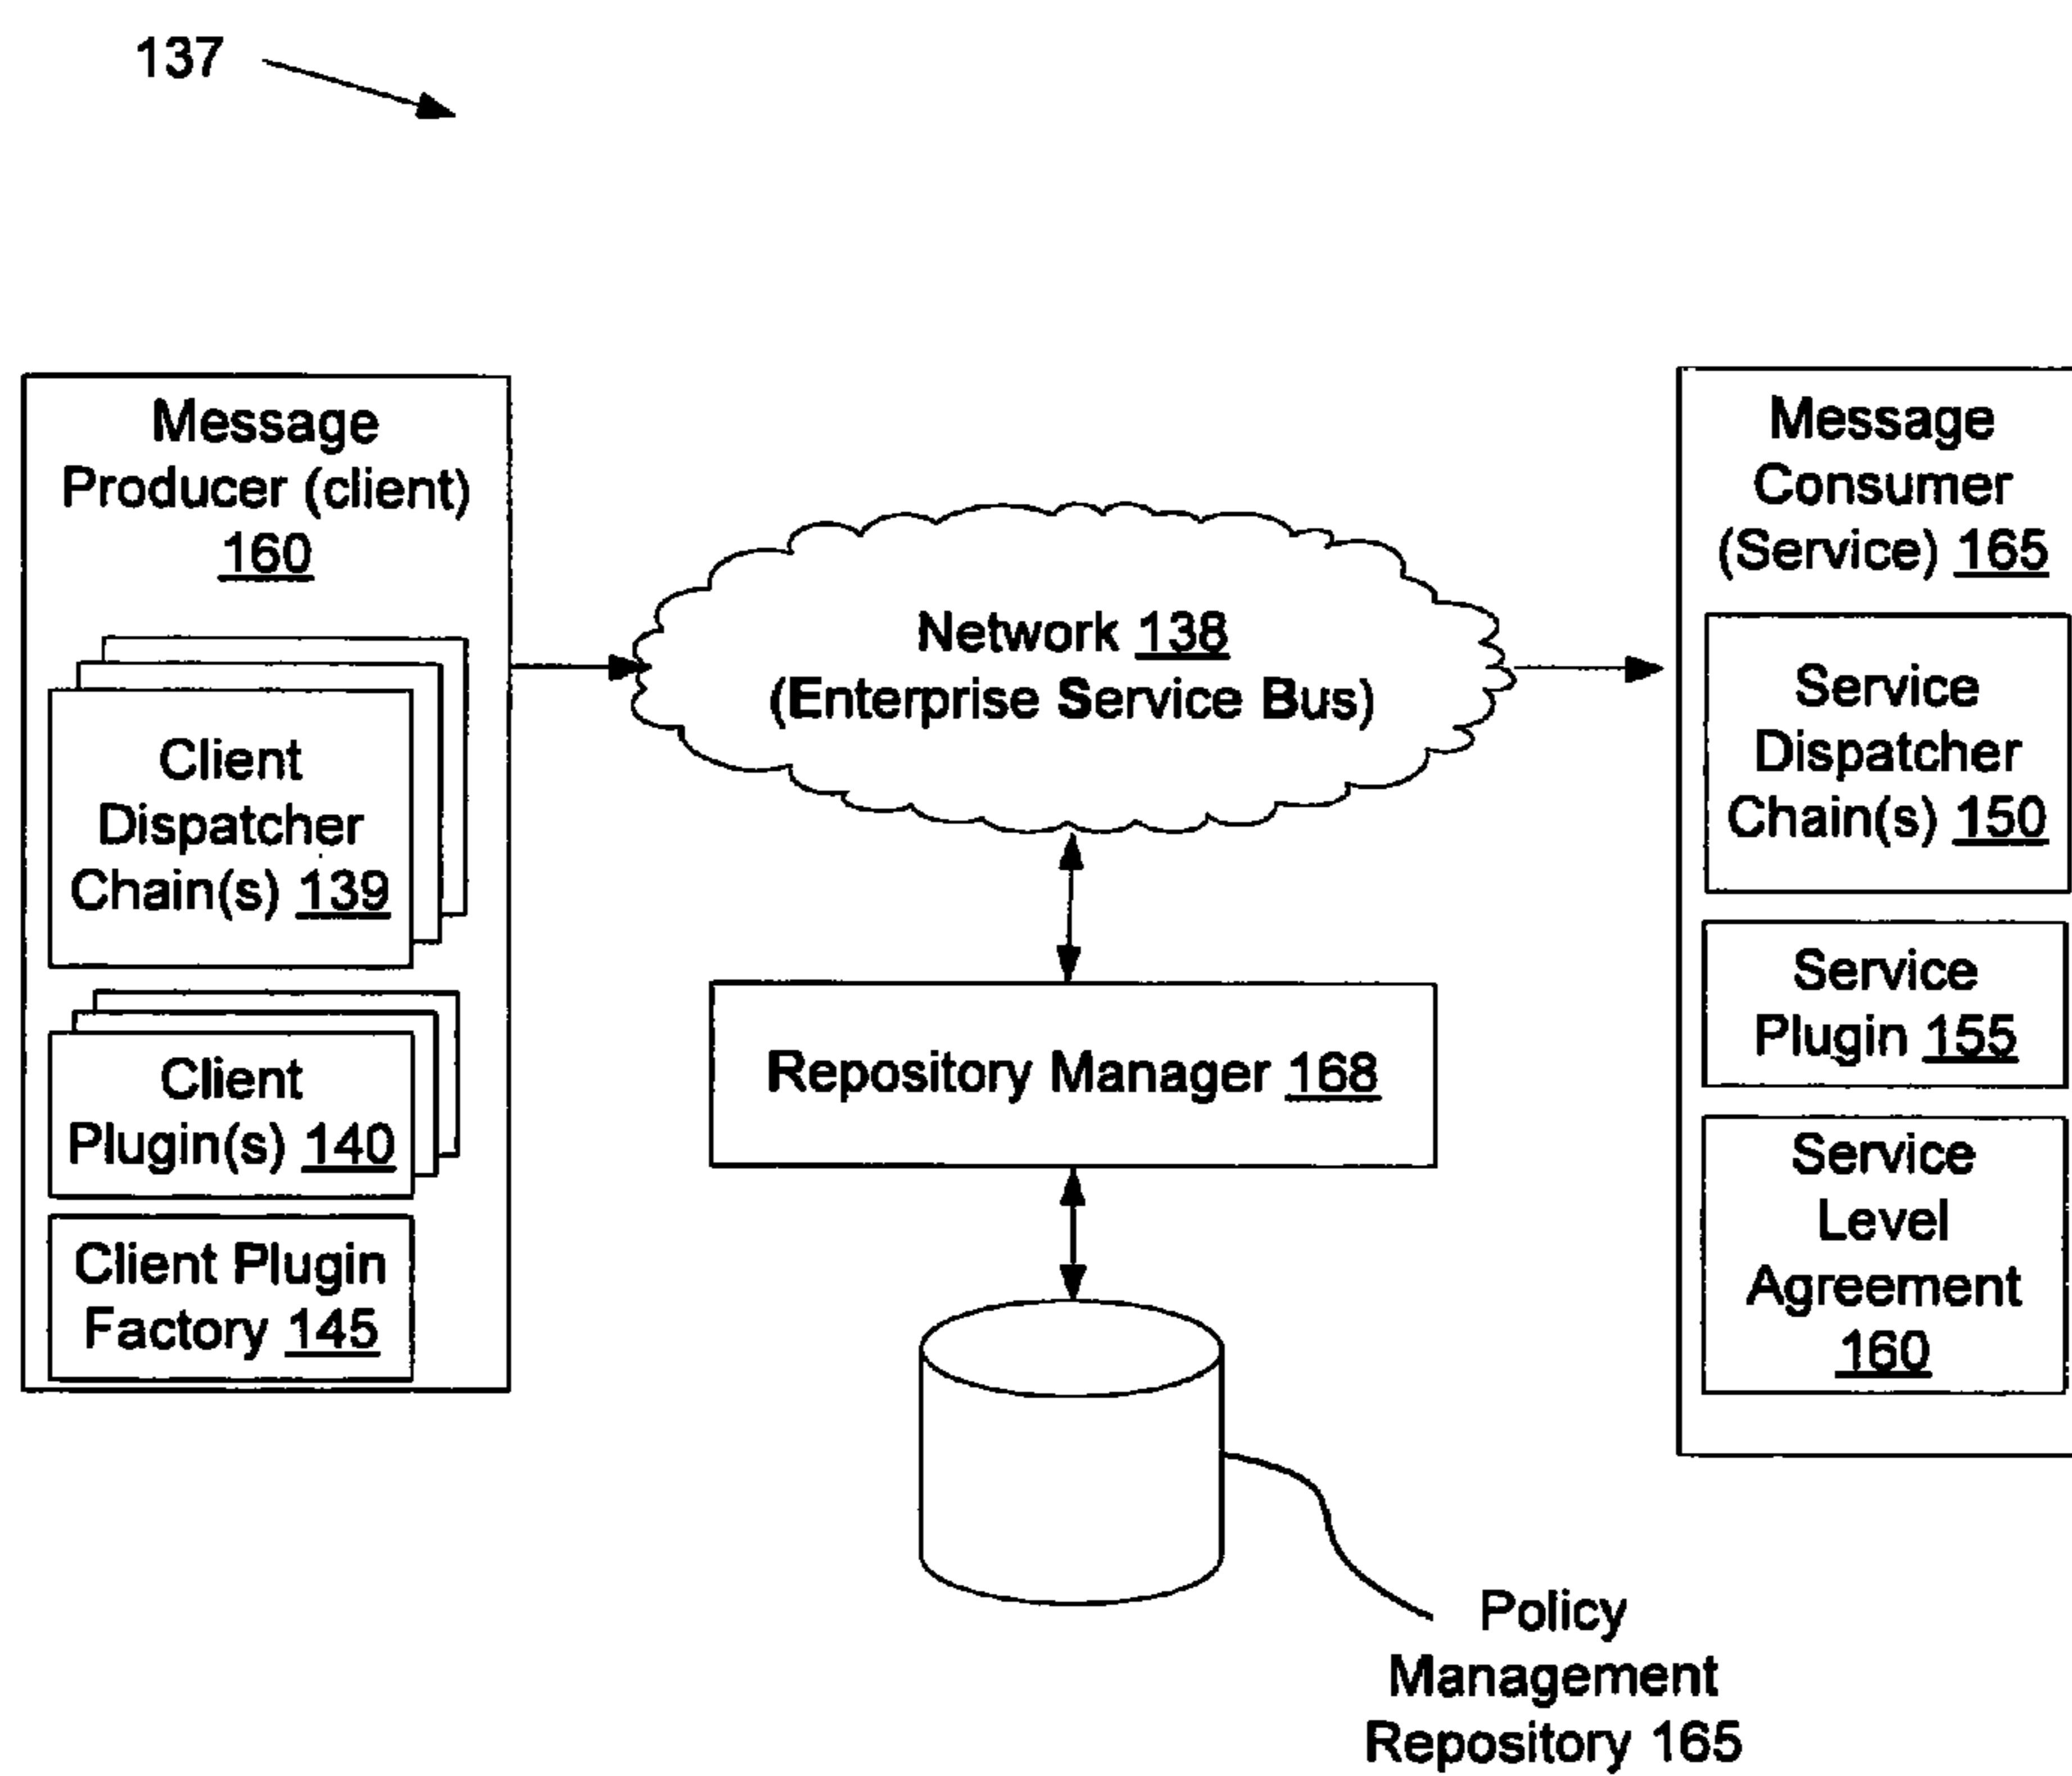 137
Message
Producer (client)
160
Client
Dispatcher
Chain(s) 139
Client
Plugin(s) 140
Client Plugin
Factory 145
Network 138
(Enterprise Service Bus)
Repository Manager 168
Policy
Management
Repository 165
Message
Consumer
(Service) 165
Service
Dispatcher
Chain(s) 150
Service
Plugin 155
Service
Level
Agreement
160